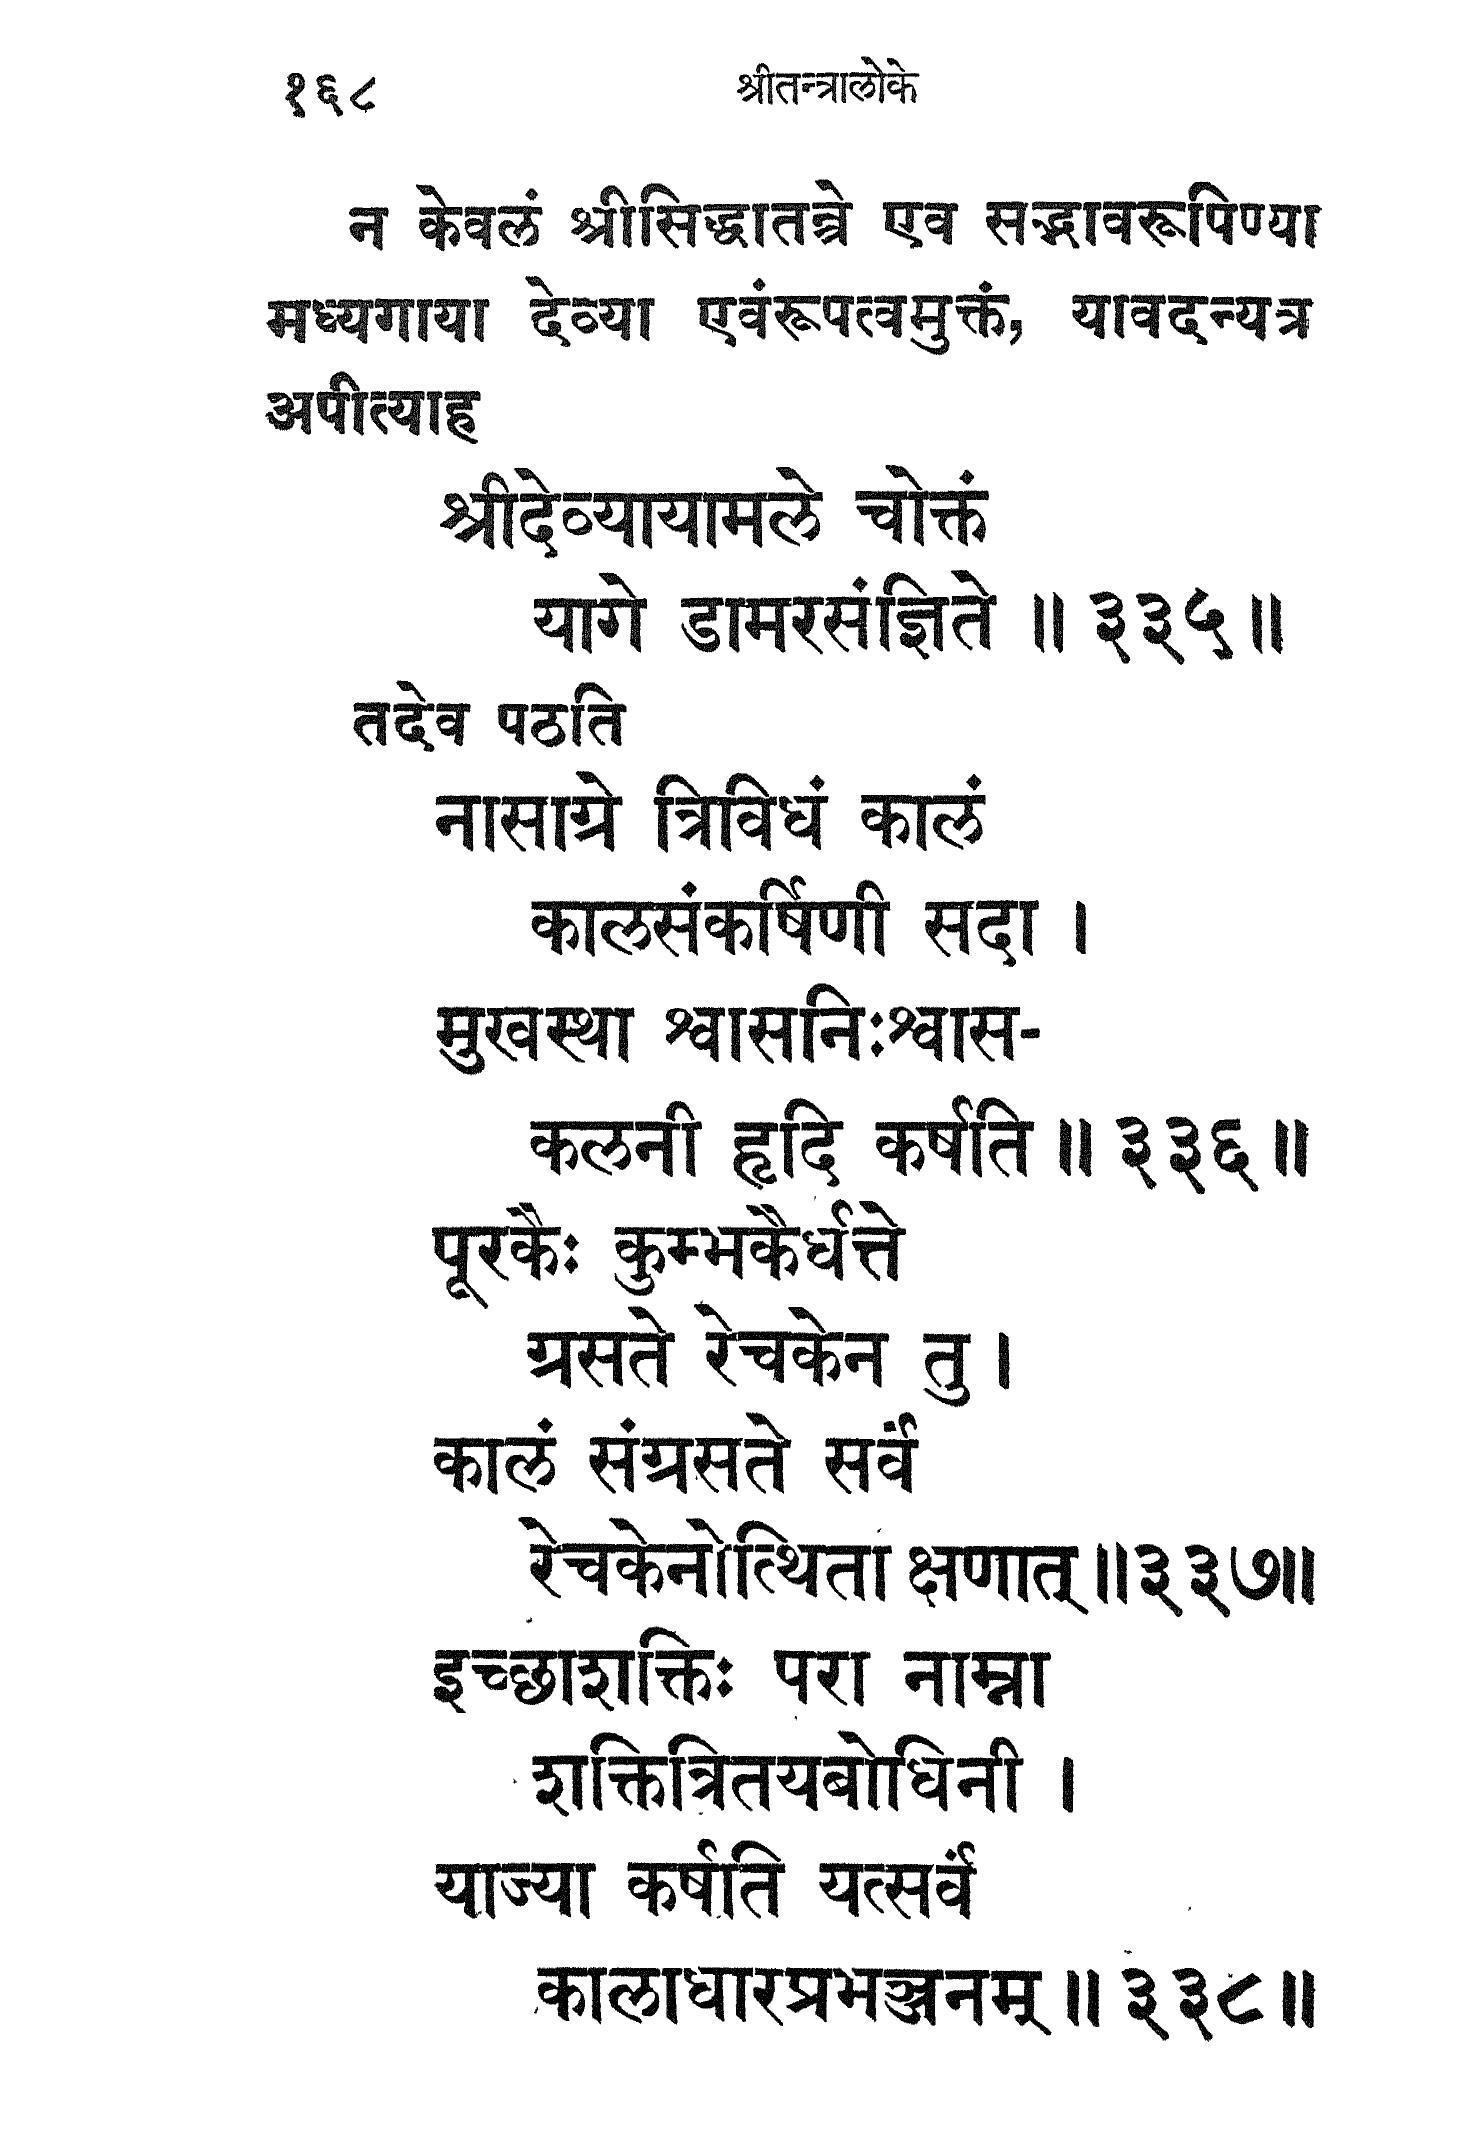 १६८ श्रीतन्त्रालोके
न केवलं श्रीसिद्धातन्त्रे एव सद्भावरूपिण्या
मध्यगाया देव्या एवंरूपत्वमुक्तं, यावदन्यत्र
अपीत्याह
श्रीदेव्यायामले चोक्तं
यागे डामरसंज्ञिते ॥ ३३५ ॥
तदेव पठति
नासाग्रे त्रिविधं कालं
कालसंकर्षिणी सदा ।
मुखस्था श्वासनिःश्वास-
कलनी हृदि कर्षति ॥ ३३६ ॥
पूरकैः कुम्भकैर्धत्ते
ग्रसते रेचकेन तु ।
कालं संग्रसते सर्वं
रेचकेनोत्थिता क्षणात् ॥ ३३७ ॥
इच्छाशक्तिः परा नाम्ना
शक्तित्रितयबोधिनी ।
याज्या कर्षति यत्सर्वं
कालाधारप्रभञ्जनम् ॥ ३३८ ॥